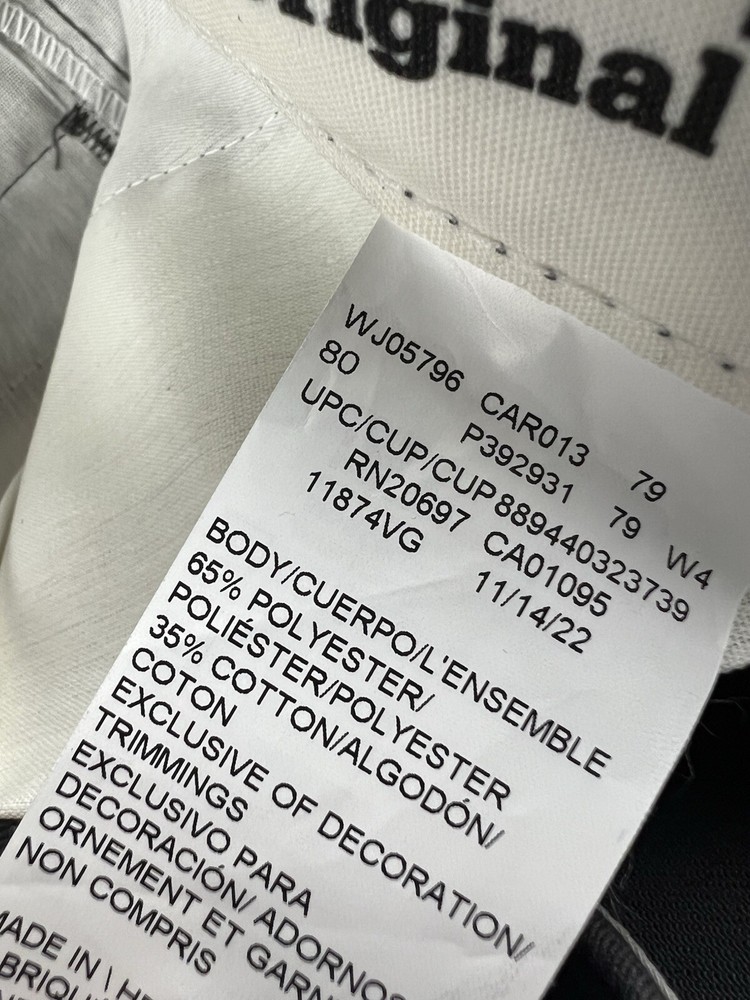 iginal
WJ05796 CAR013 79
80 P392931 79 W4
UPC/CUP/CUP889440323739
RN20697 CA01095
11874VG 11/14/22
BODY/CUERPO/L'ENSEMBLE
65% POLYESTER/
POLIÉSTER/POLYESTER
35% COTTON/ALGODÓN/
COTON
EXCLUSIVE OF DECORATION/
TRIMMINGS
EXCLUSIVO PARA
DECORACIÓN/ ADORNOS
ORNEMENT ET GARN
NON COMPRIS
MADE IN \ H
BRIQU